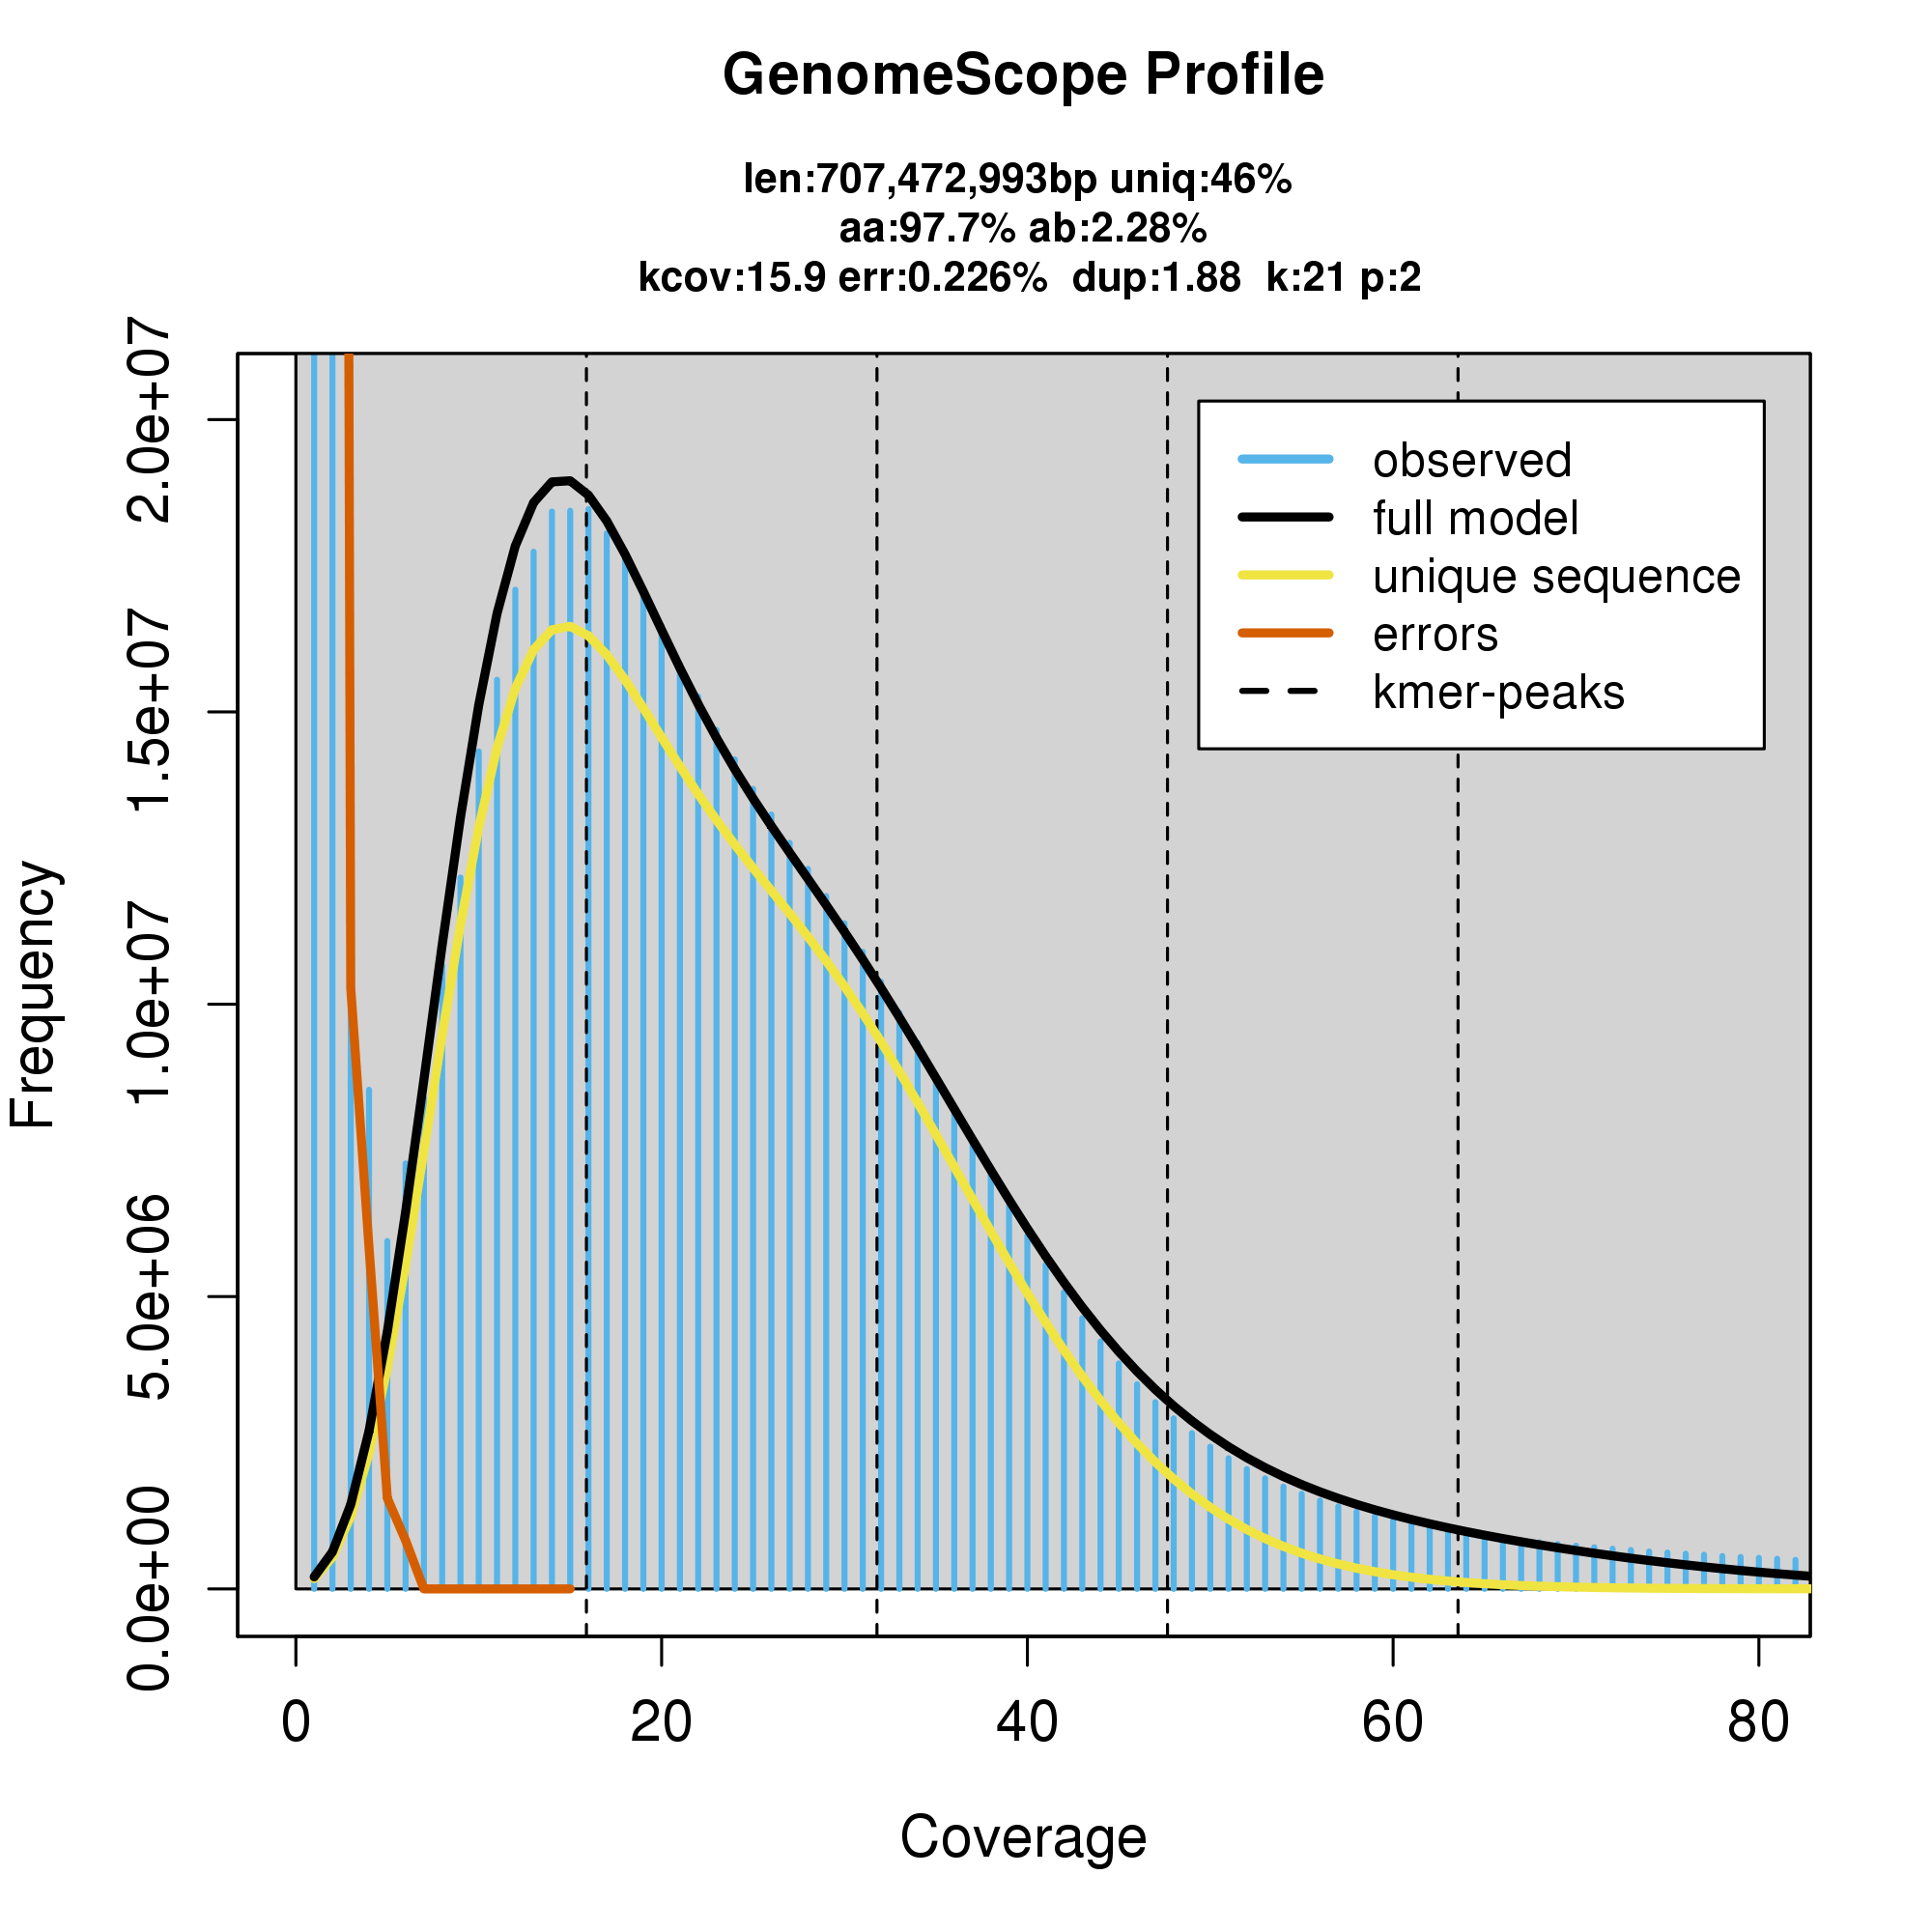 GenomeScope Profile
len:707,472,993bp uniq:46%
aa:97.7% ab:2.28%
kcov:15.9 err:0.226%  dup:1.88  k:21 p:2
observed
full model
unique sequence
errors
kmer-peaks
Frequency
2.0e+07
1.5e+07
1.0e+07
5.0e+06
0.0e+00
0 20 40 60 80
Coverage